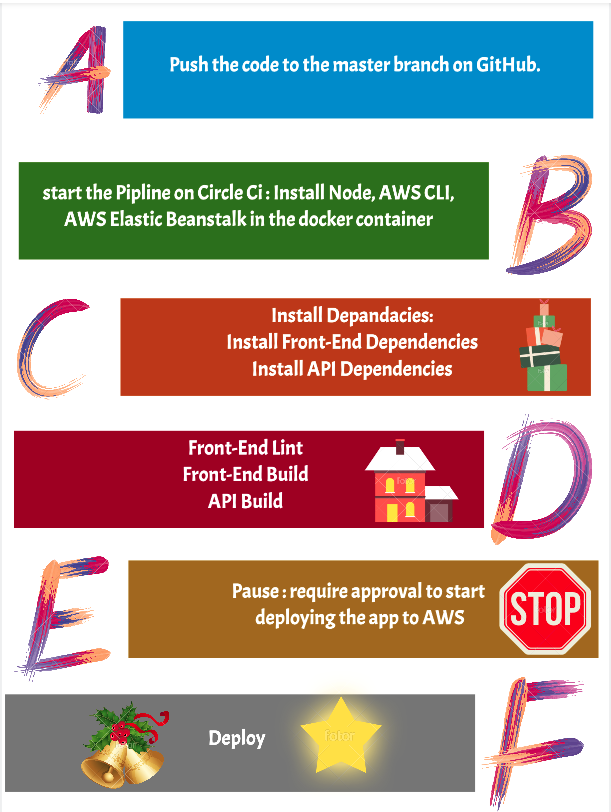 A
Push the code to the master branch on GitHub.
start the Pipline on Circle Ci : Install Node, AWS CLI,
AWS Elastic Beanstalk in the docker container
B
C
Install Depandacies:
Install Front-End Dependencies
Install API Dependencies
Front-End Lint
Front-End Build
API Build
D
E
Pause : require approval to start
deploying the app to AWS
STOP
Deploy
fotor
F